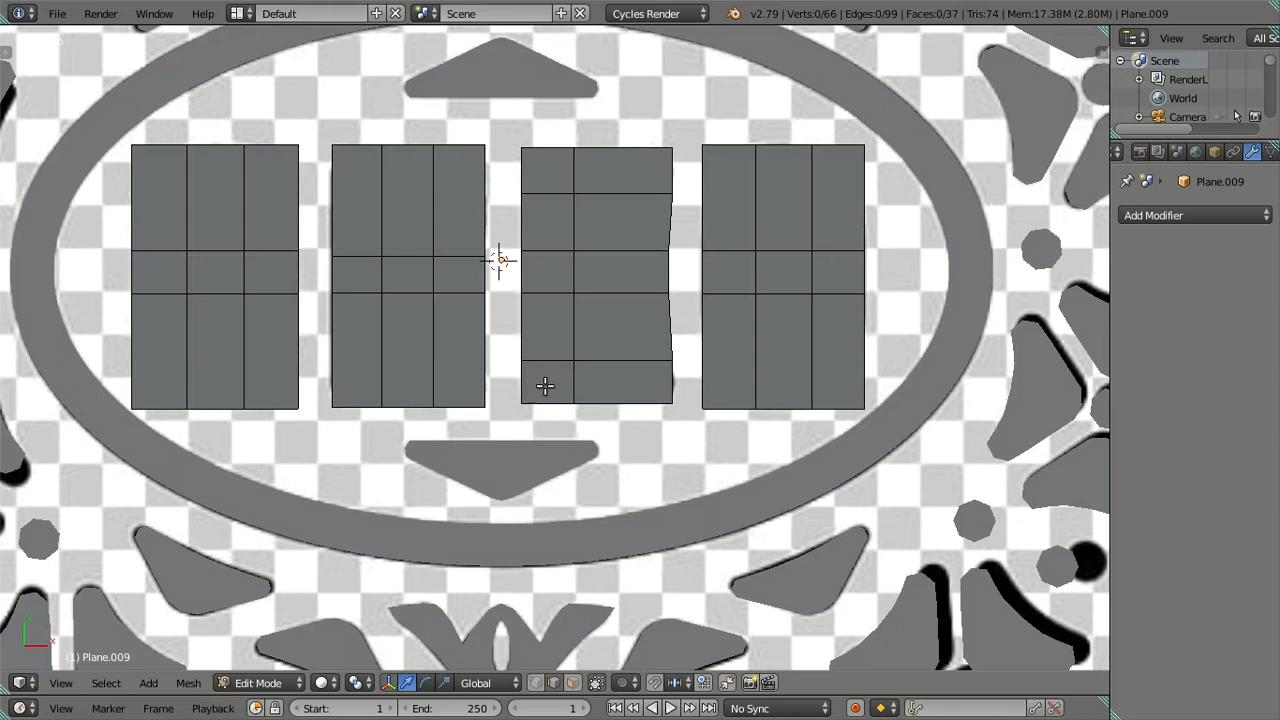 File Render Window Help Default Scene Cycles Render v2.79 | Verts:0/66 | Edges:0/99 | Faces:0/37 | Tris:74 | Mem:17.38M (2.80M) | Plane.009
View Search All Sc
Scene
RenderL
World
Camera
Plane.009
Add Modifier
y
x
(1) Plane.009
View Select Add Mesh Edit Mode Global
View Marker Frame Playback Start: 1 End: 250 1 No Sync